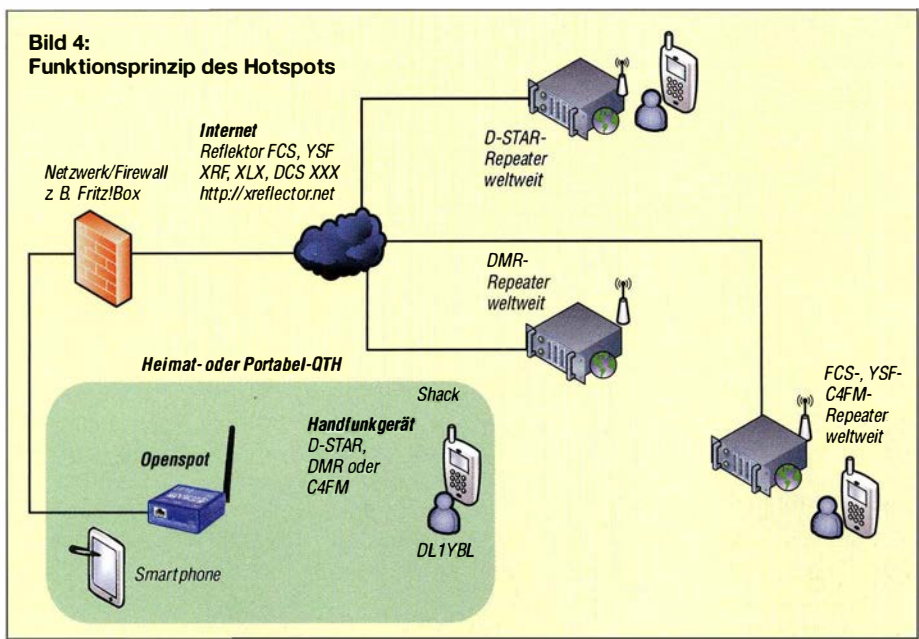 Bild 4:
Funktionsprinzip des Hotspots
Internet
Reflektor FCS, YSF
XRF, XLX, DCS XXX
http://xreflector.net
Netzwerk/Firewall
z. B. Fritz!Box
D-STAR-
Repeater
weltweit
DMR-
Repeater
weltweit
FCS-, YSF-
C4FM-
Repeater
weltweit
Heimat- oder Portabel-QTH
Shack
Handfunkgerät
D-STAR,
DMR oder
C4FM
Openspot
DL1YBL
Smartphone